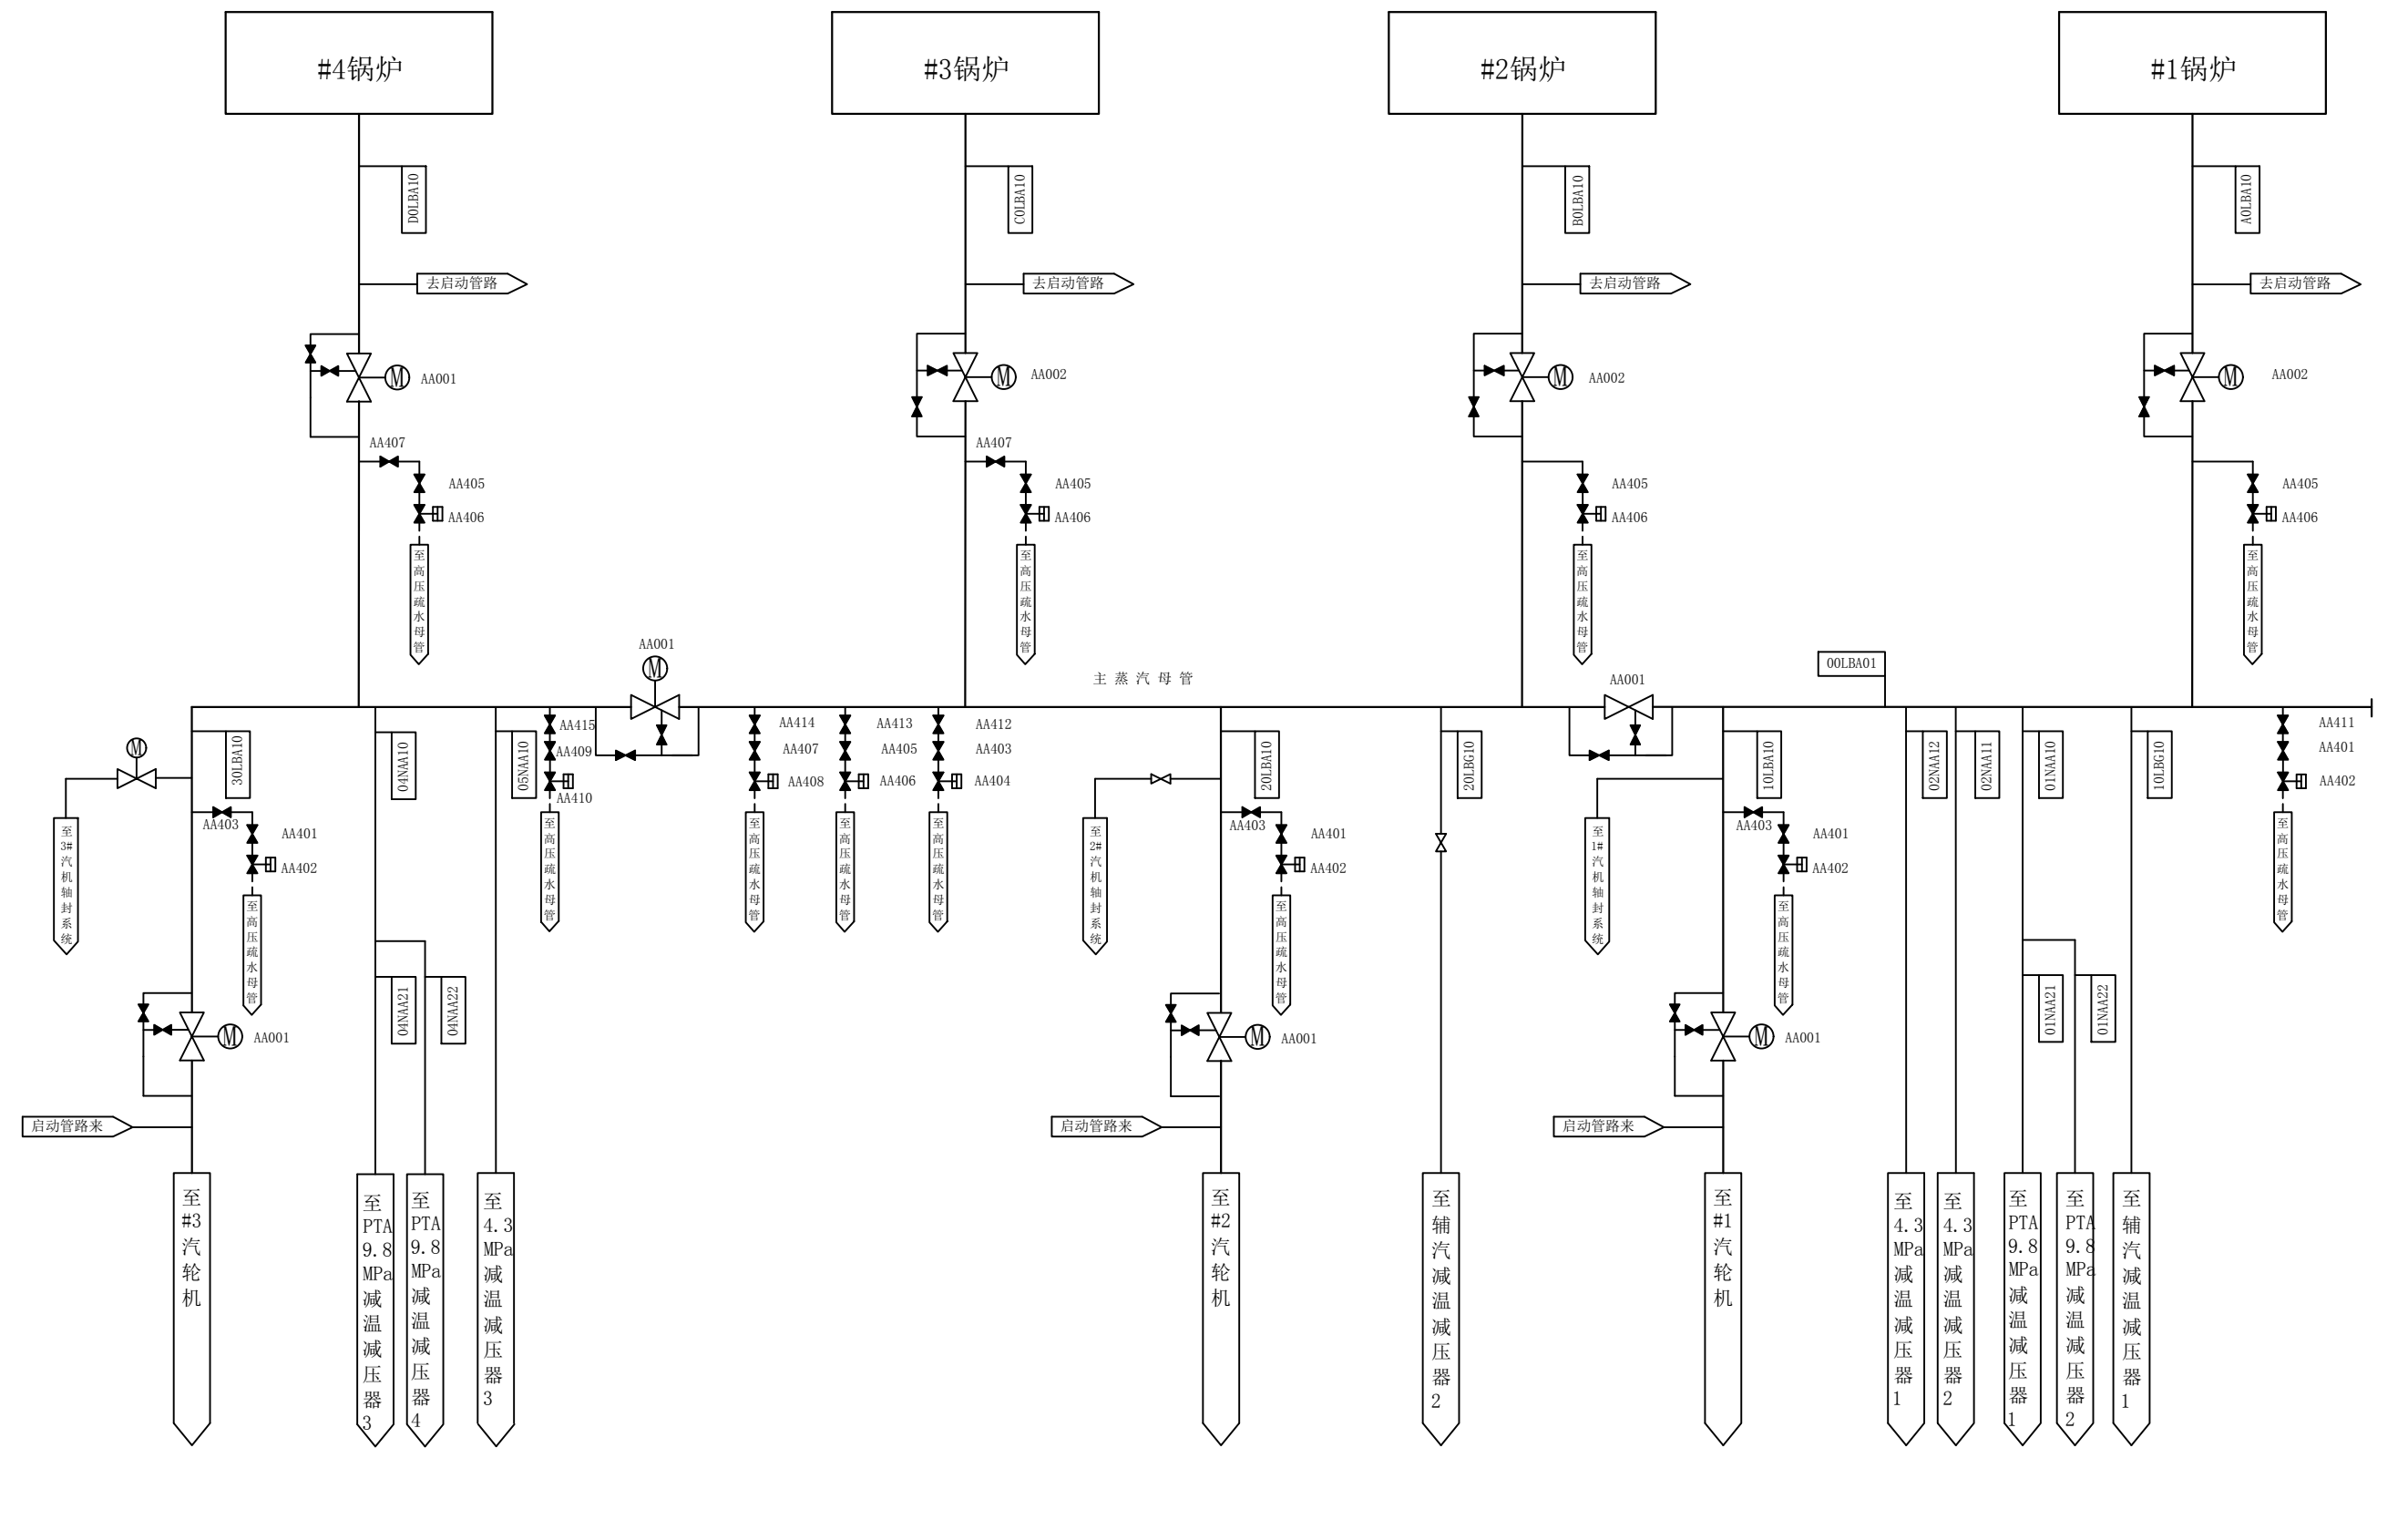 #4锅炉
#3锅炉
#2锅炉
#1锅炉
D0LBA10
C0LBA10
B0LBA10
A0LBA10
去启动管路
去启动管路
去启动管路
去启动管路
AA001
AA002
AA002
AA002
AA407
AA407
AA405
AA405
AA405
AA405
AA406
AA406
AA406
AA406
至高压疏水母管
至高压疏水母管
至高压疏水母管
至高压疏水母管
AA001
主蒸汽母管
AA001
00LBA01
AA415
AA414
AA413
AA412
AA411
AA409
AA407
AA405
AA403
AA401
AA410
AA408
AA406
AA404
AA402
30LBA10
04NAA10
05NAA10
20LBA10
20LBG10
10LBA10
02NAA12
02NAA11
01NAA10
10LBG10
至高压疏水母管
至高压疏水母管
至高压疏水母管
至高压疏水母管
至高压疏水母管
AA403
AA401
AA402
AA403
AA401
AA402
AA403
AA401
AA402
至3#汽机轴封系统
至高压疏水母管
至2#汽机轴封系统
至高压疏水母管
至1#汽机轴封系统
至高压疏水母管
04NAA21
04NAA22
01NAA21
01NAA22
AA001
AA001
AA001
启动管路来
启动管路来
启动管路来
至#3汽轮机
至PTA9.8MPa减温减压器3
至PTA9.8MPa减温减压器4
至4.3MPa减温减压器3
至#2汽轮机
至辅汽减温减压器2
至#1汽轮机
至4.3MPa减温减压器1
至4.3MPa减温减压器2
至PTA9.8MPa减温减压器1
至PTA9.8MPa减温减压器2
至辅汽减温减压器1
M
M
M
M
M
M
M
M
M